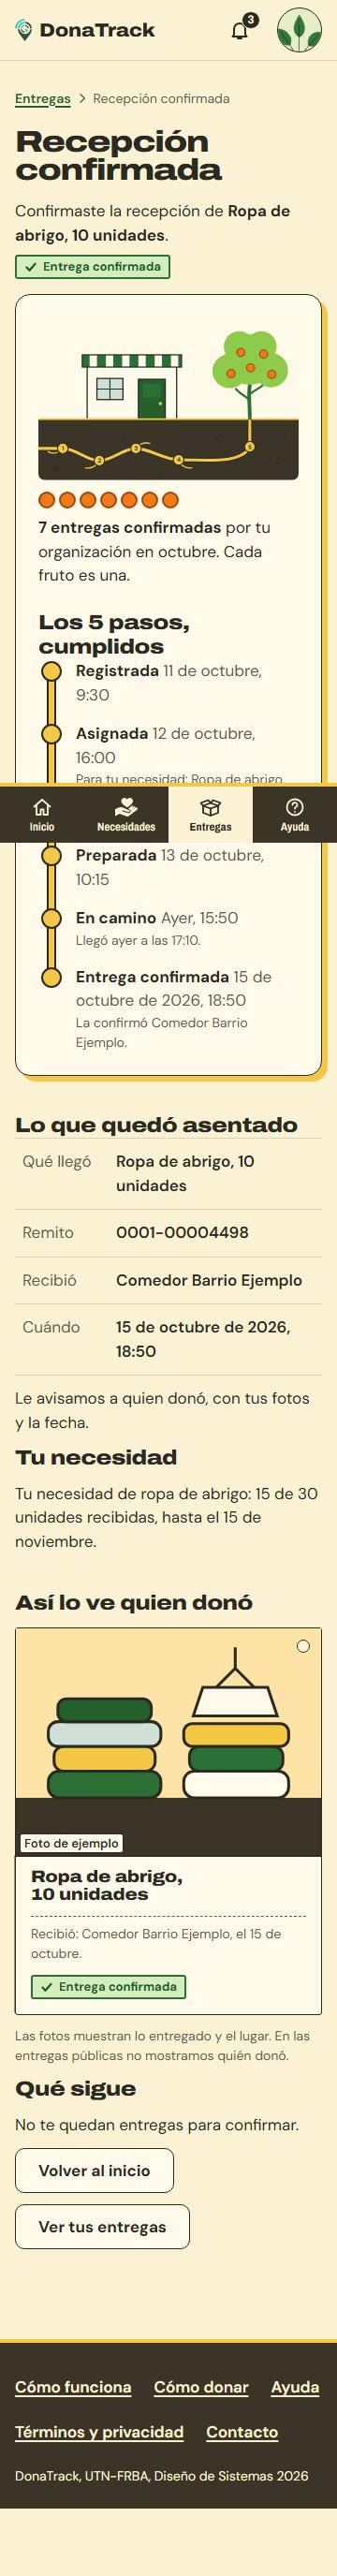 DonaTrack
3
Entregas > Recepción confirmada
Recepción
confirmada
Confirmaste la recepción de Ropa de
abrigo, 10 unidades.
Entrega confirmada
1 2 3 4 5
7 entregas confirmadas por tu
organización en octubre. Cada
fruto es una.
Los 5 pasos,
cumplidos
Registrada 11 de octubre,
9:30
Asignada 12 de octubre,
16:00
Para tu necesidad: Ropa de abrigo.
Inicio Necesidades Entregas Ayuda
Preparada 13 de octubre,
10:15
En camino Ayer, 15:50
Llegó ayer a las 17:10.
Entrega confirmada 15 de
octubre de 2026, 18:50
La confirmó Comedor Barrio
Ejemplo.
Lo que quedó asentado
Qué llegó Ropa de abrigo, 10
unidades
Remito 0001-00004498
Recibió Comedor Barrio Ejemplo
Cuándo 15 de octubre de 2026,
18:50
Le avisamos a quien donó, con tus fotos
y la fecha.
Tu necesidad
Tu necesidad de ropa de abrigo: 15 de 30
unidades recibidas, hasta el 15 de
noviembre.
Así lo ve quien donó
Foto de ejemplo
Ropa de abrigo,
10 unidades
Recibió: Comedor Barrio Ejemplo, el 15 de
octubre.
Entrega confirmada
Las fotos muestran lo entregado y el lugar. En las
entregas públicas no mostramos quién donó.
Qué sigue
No te quedan entregas para confirmar.
Volver al inicio
Ver tus entregas
Cómo funciona Cómo donar Ayuda
Términos y privacidad Contacto
DonaTrack, UTN-FRBA, Diseño de Sistemas 2026